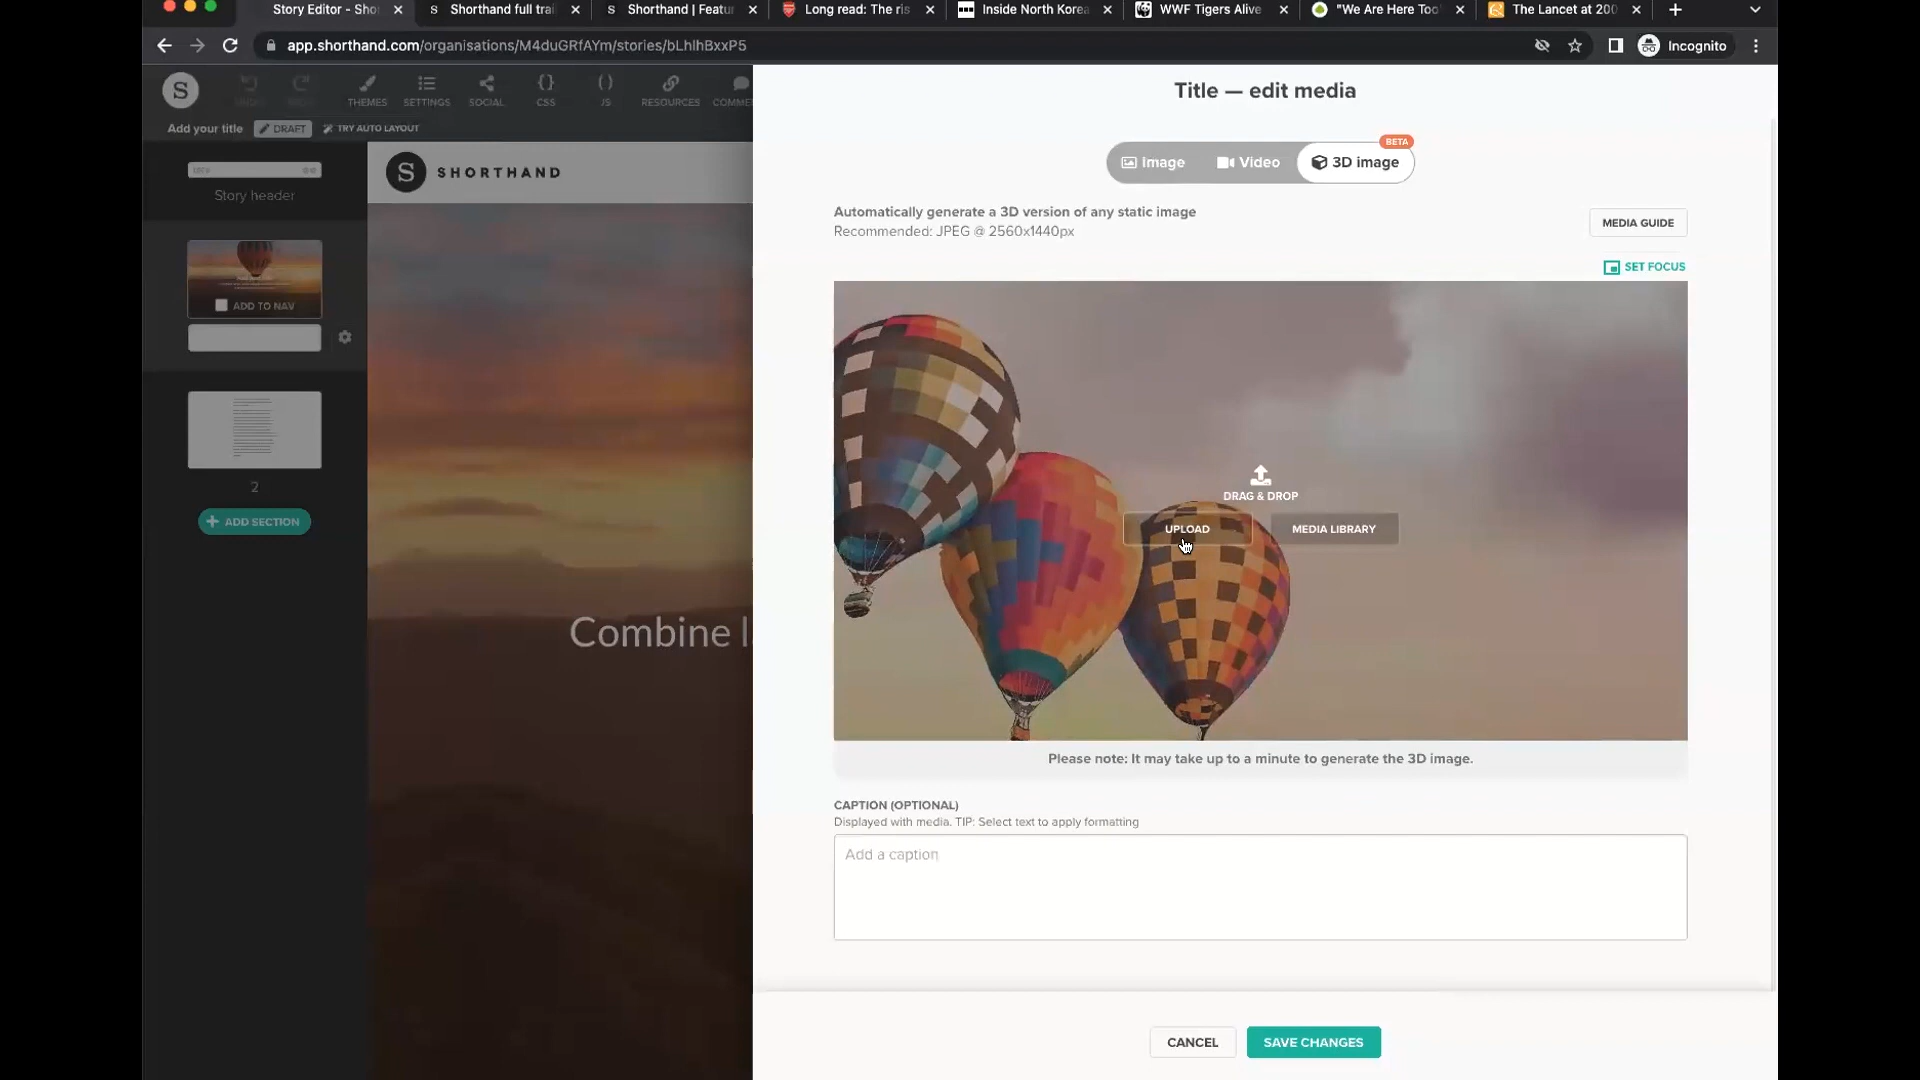 Story Editor - Sho
Shorthand full trai
Shorthand | Featu
Long read: The ris
Inside North Korea
WWF Tigers Alive
"We Are Here Too"
The Lancet at 200
app.shorthand.com/organisations/M4duGRfAYm/stories/bLhlhBxxP5
Incognito
THEMES
SETTINGS
SOCIAL
CSS
JS
RESOURCES
COMME
Add your title
DRAFT
TRY AUTO LAYOUT
Story header
ADD TO NAV
2
ADD SECTION
SHORTHAND
Combine l
Title — edit media
Image
Video
3D image
BETA
Automatically generate a 3D version of any static image
Recommended: JPEG @ 2560x1440px
MEDIA GUIDE
SET FOCUS
DRAG & DROP
UPLOAD
MEDIA LIBRARY
Please note: It may take up to a minute to generate the 3D image.
CAPTION (OPTIONAL)
Displayed with media. TIP: Select text to apply formatting
Add a caption
CANCEL
SAVE CHANGES